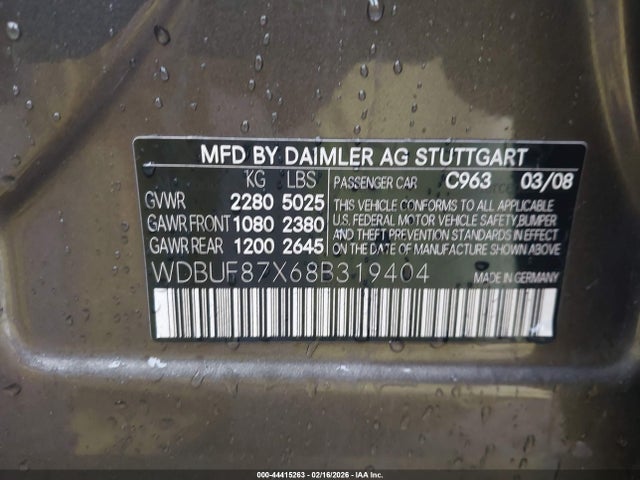 MFD BY DAIMLER AG STUTTGART
KG LBS PASSENGER CAR C963 03/08
GVWR 2280 5025 THIS VEHICLE CONFORMS TO ALL APPLICABLE
GAWR FRONT 1080 2380 U.S. FEDERAL MOTOR VEHICLE SAFETY, BUMPER
GAWR REAR 1200 2645 AND THEFT PREVENTION STANDARDS IN EFFECT
ON THE DATE OF MANUFACTURE SHOWN ABOVE
WDBUF87X68B319404 MADE IN GERMANY
000-44415263 - 02/16/2026 - IAA Inc.